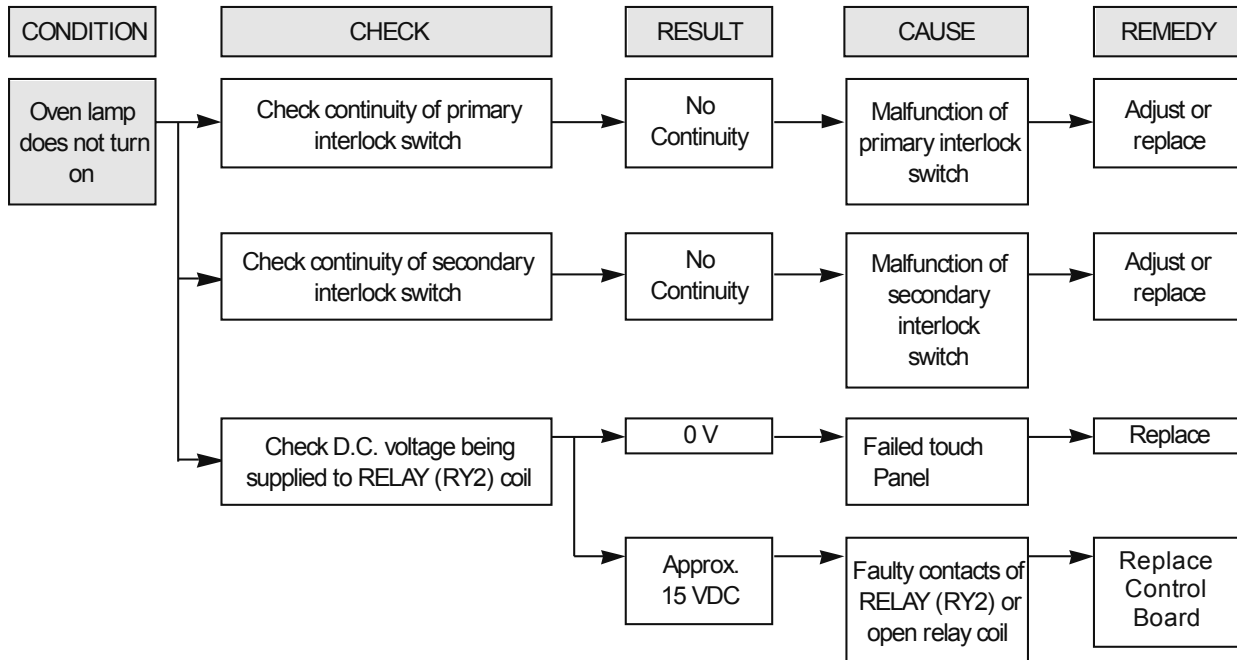 CONDITION
CHECK
RESULT
CAUSE
REMEDY
Oven lamp
does not turn
on
Check continuity of primary
interlock switch
No
Continuity
Malfunction of
primary interlock
switch
Adjust or
replace
Check continuity of secondary
interlock switch
No
Continuity
Malfunction of
secondary
interlock
switch
Adjust or
replace
Check D.C. voltage being
supplied to RELAY (RY2) coil
0 V
Failed touch
Panel
Replace
Approx.
15 VDC
Faulty contacts of
RELAY (RY2) or
open relay coil
Replace
Control
Board